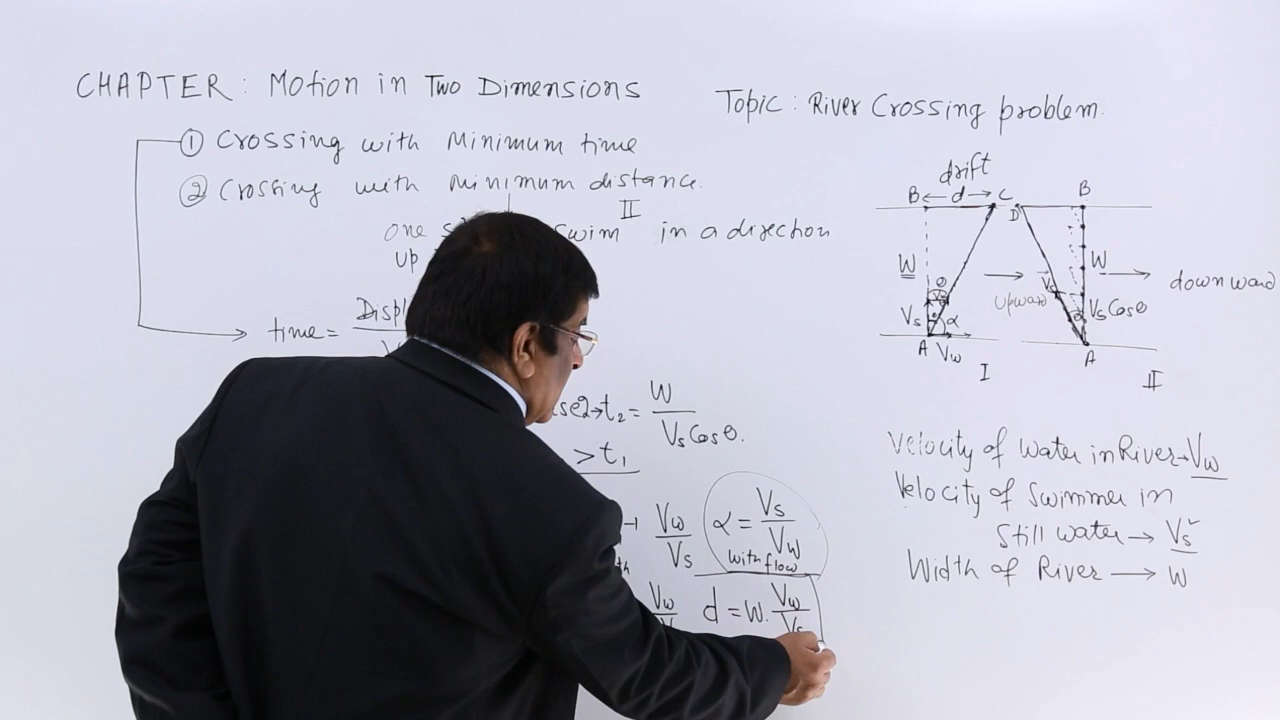 CHAPTER: Motion in Two Dimensions
Topic: River Crossing problem.
① Crossing with Minimum time
② Crossing with minimum distance.
II
one swim in a direction
up
time = Displ
t₂ = W / Vs Cos θ.
> t₁
Vw / Vs
α = Vs / Vw
with flow
d = W. Vw / Vs
Vw
drift
B ← d → C
W
θ
Vs
α
A Vw
I
D B
W
downward
upward
Vs
Vs Cos θ
A
II
Velocity of water in River → Vw
Velocity of swimmer in
still water → Vs
Width of River → W